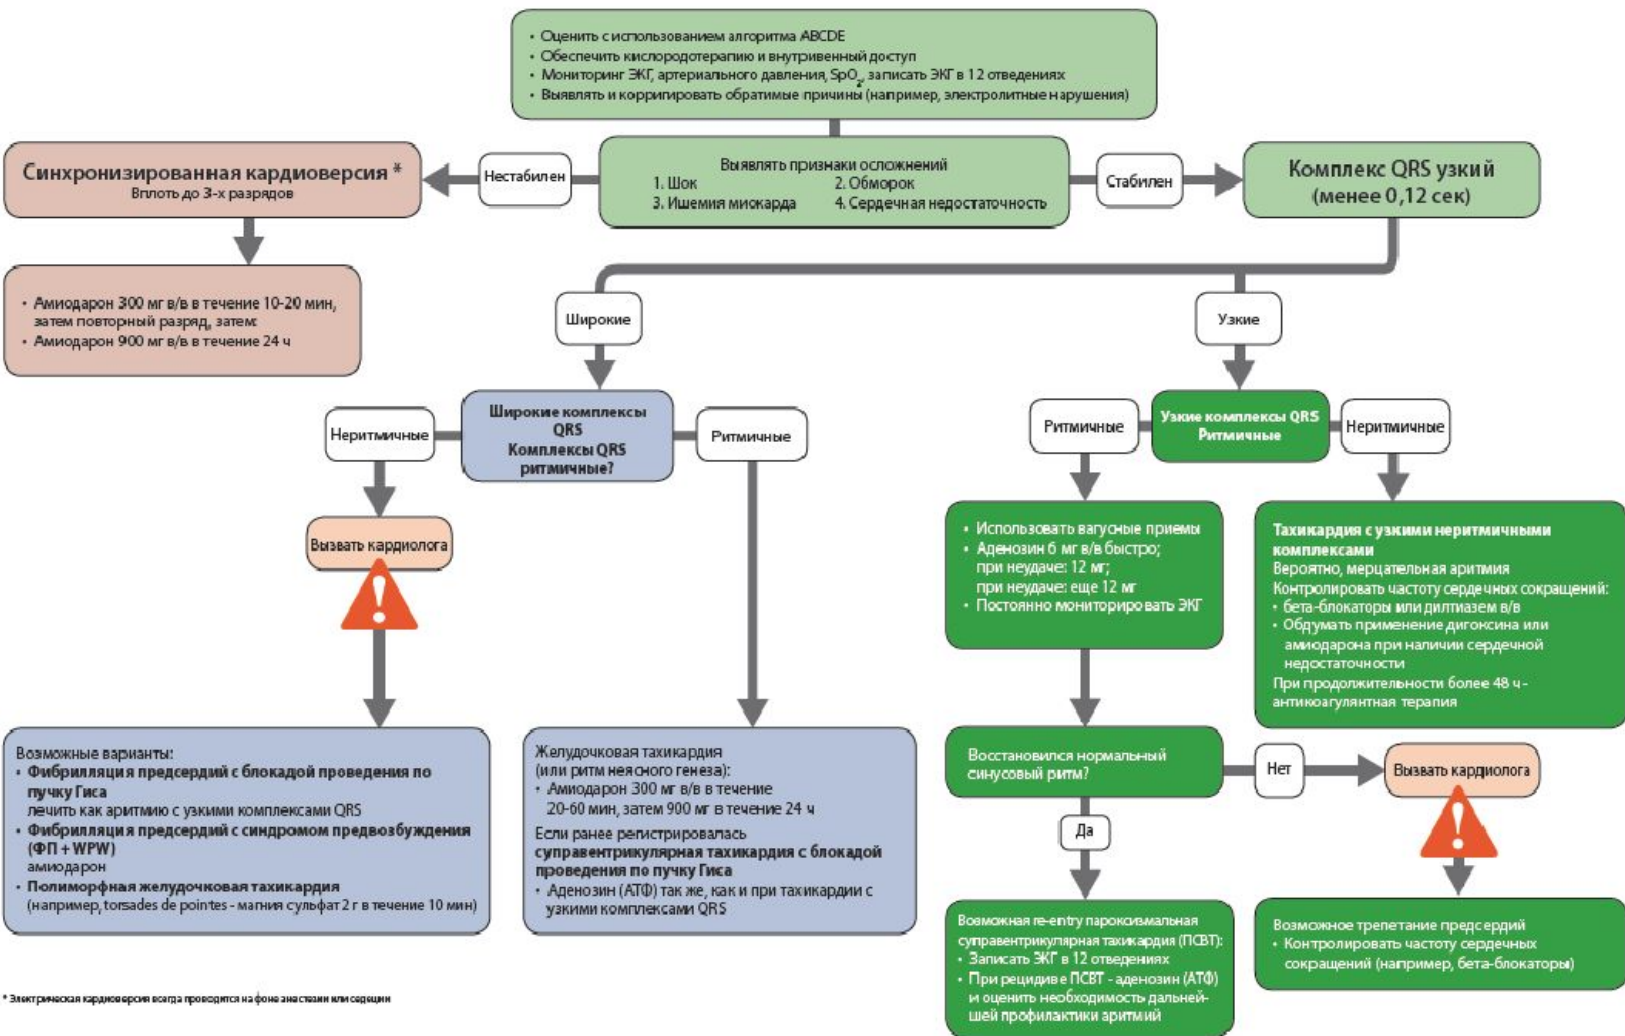 • Оценить с использованием алгоритма ABCDE
• Обеспечить кислородотерапию и внутривенный доступ
• Мониторинг ЭКГ, артериального давления, SpO2, записать ЭКГ в 12 отведениях
• Выявлять и корригировать обратимые причины (например, электролитные нарушения)
Синхронизированная кардиоверсия *
Вплоть до 3-х разрядов
Нестабилен
Выявлять признаки осложнений
1. Шок 2. Обморок
3. Ишемия миокарда 4. Сердечная недостаточность
Стабилен
Комплекс QRS узкий
(менее 0,12 сек)
• Амиодарон 300 мг в/в в течение 10-20 мин,
затем повторный разряд, затем:
• Амиодарон 900 мг в/в в течение 24 ч
Широкие
Узкие
Неритмичные
Широкие комплексы
QRS
Комплексы QRS
ритмичные?
Ритмичные
Ритмичные
Узкие комплексы QRS
Ритмичные
Неритмичные
Вызвать кардиолога
• Использовать вагусные приемы
• Аденозин 6 мг в/в быстро;
при неудаче: 12 мг;
при неудаче: еще 12 мг
• Постоянно мониторировать ЭКГ
Тахикардия с узкими неритмичными
комплексами
Вероятно, мерцательная аритмия
Контролировать частоту сердечных сокращений:
• бета-блокаторы или дилтиазем в/в
• Обдумать применение дигоксина или
амиодарона при наличии сердечной
недостаточности
При продолжительности более 48 ч -
антикоагулянтная терапия
Возможные варианты:
• Фибрилляция предсердий с блокадой проведения по
пучку Гиса
лечить как аритмию с узкими комплексами QRS
• Фибрилляция предсердий с синдромом предвозбуждения
(ФП + WPW)
амиодарон
• Полиморфная желудочковая тахикардия
(например, torsades de pointes - магния сульфат 2 г в течение 10 мин)
Желудочковая тахикардия
(или ритм неясного генеза):
• Амиодарон 300 мг в/в в течение
20-60 мин, затем 900 мг в течение 24 ч
Если ранее регистрировалась
суправентрикулярная тахикардия с блокадой
проведения по пучку Гиса
• Аденозин (АТФ) так же, как и при тахикардии с
узкими комплексами QRS
Восстановился нормальный
синусовый ритм?
Нет
Вызвать кардиолога
Да
Возможная re-entry пароксизмальная
суправентрикулярная тахикардия (ПСВТ):
• Записать ЭКГ в 12 отведениях
• При рецидиве ПСВТ - аденозин (АТФ)
и оценить необходимость дальней-
шей профилактики аритмий
Возможное трепетание предсердий
• Контролировать частоту сердечных
сокращений (например, бета-блокаторы)
* Электрическая кардиоверсия всегда проводится на фоне анестезии или седации